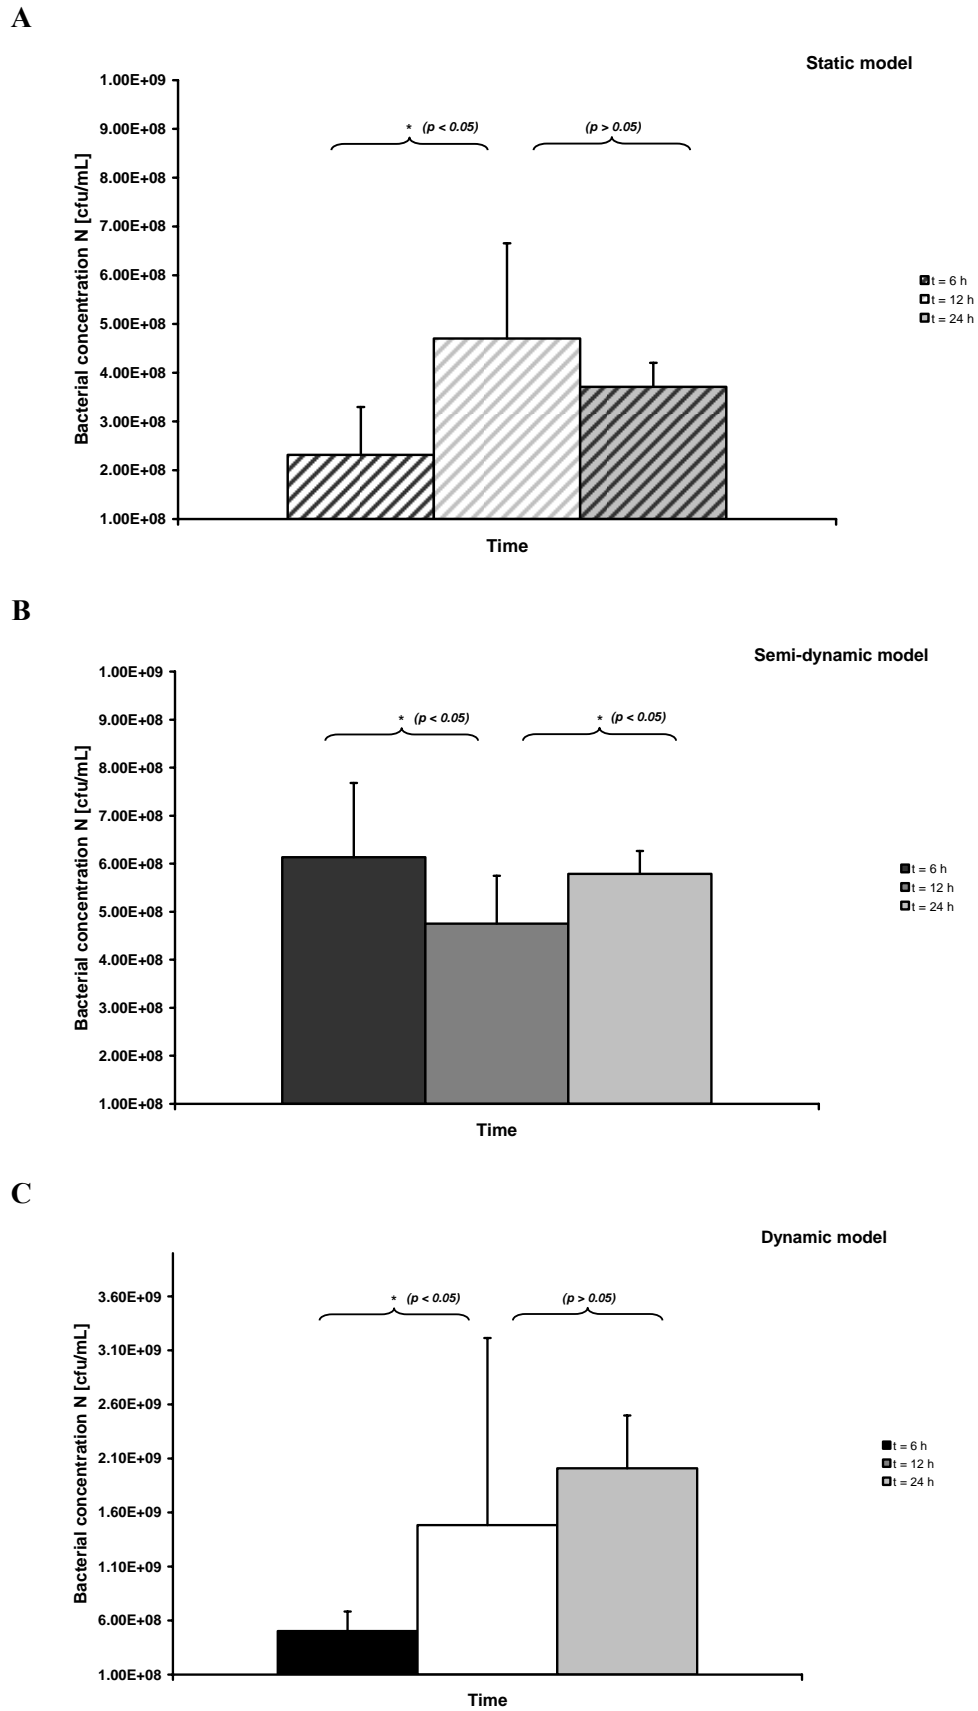 A
Static model
1.00E+09
9.00E+08
8.00E+08
7.00E+08
6.00E+08
5.00E+08
4.00E+08
3.00E+08
2.00E+08
1.00E+08
Bacterial concentration N [cfu/mL]
* (p < 0.05)
(p > 0.05)
t = 6 h
t = 12 h
t = 24 h
Time
B
Semi-dynamic model
1.00E+09
9.00E+08
8.00E+08
7.00E+08
6.00E+08
5.00E+08
4.00E+08
3.00E+08
2.00E+08
1.00E+08
Bacterial concentration N [cfu/mL]
* (p < 0.05)
* (p < 0.05)
t = 6 h
t = 12 h
t = 24 h
Time
C
Dynamic model
3.60E+09
3.10E+09
2.60E+09
2.10E+09
1.60E+09
1.10E+09
6.00E+08
1.00E+08
Bacterial concentration N [cfu/mL]
* (p < 0.05)
(p > 0.05)
t = 6 h
t = 12 h
t = 24 h
Time